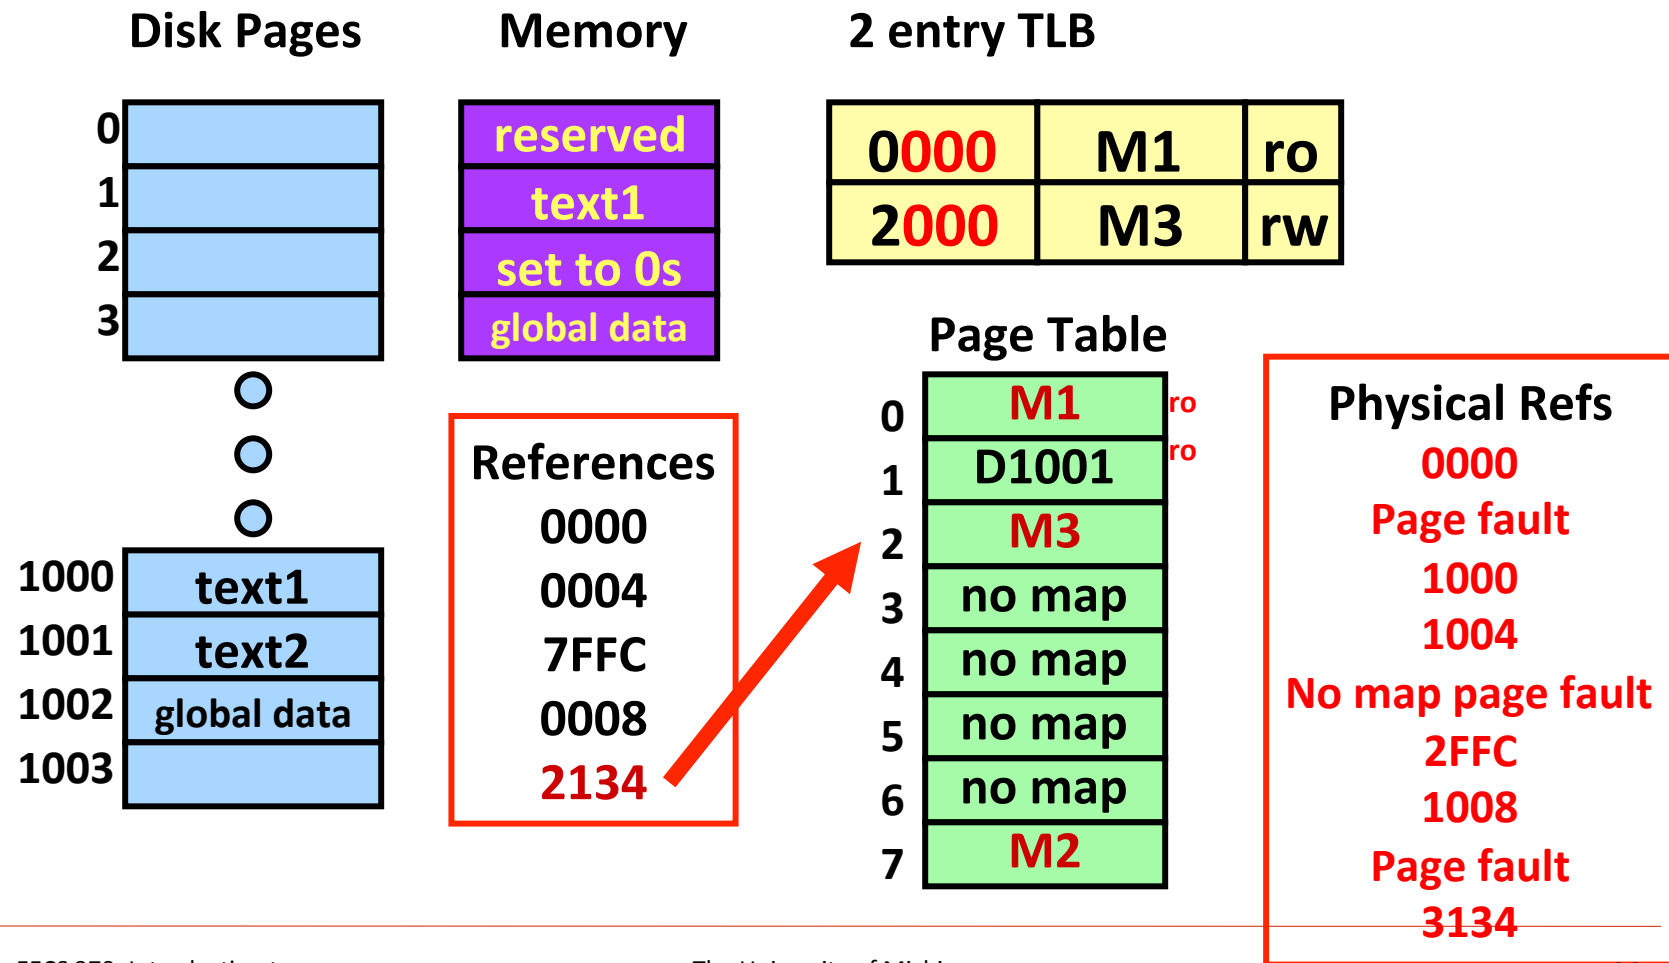 Disk Pages
Memory
2 entry TLB
0
1
2
3
1000 text1
1001 text2
1002 global data
1003
reserved
text1
set to 0s
global data
References
0000
0004
7FFC
0008
2134
0000 M1 ro
2000 M3 rw
Page Table
0 M1 ro
1 D1001 ro
2 M3
3 no map
4 no map
5 no map
6 no map
7 M2
Physical Refs
0000
Page fault
1000
1004
No map page fault
2FFC
1008
Page fault
3134